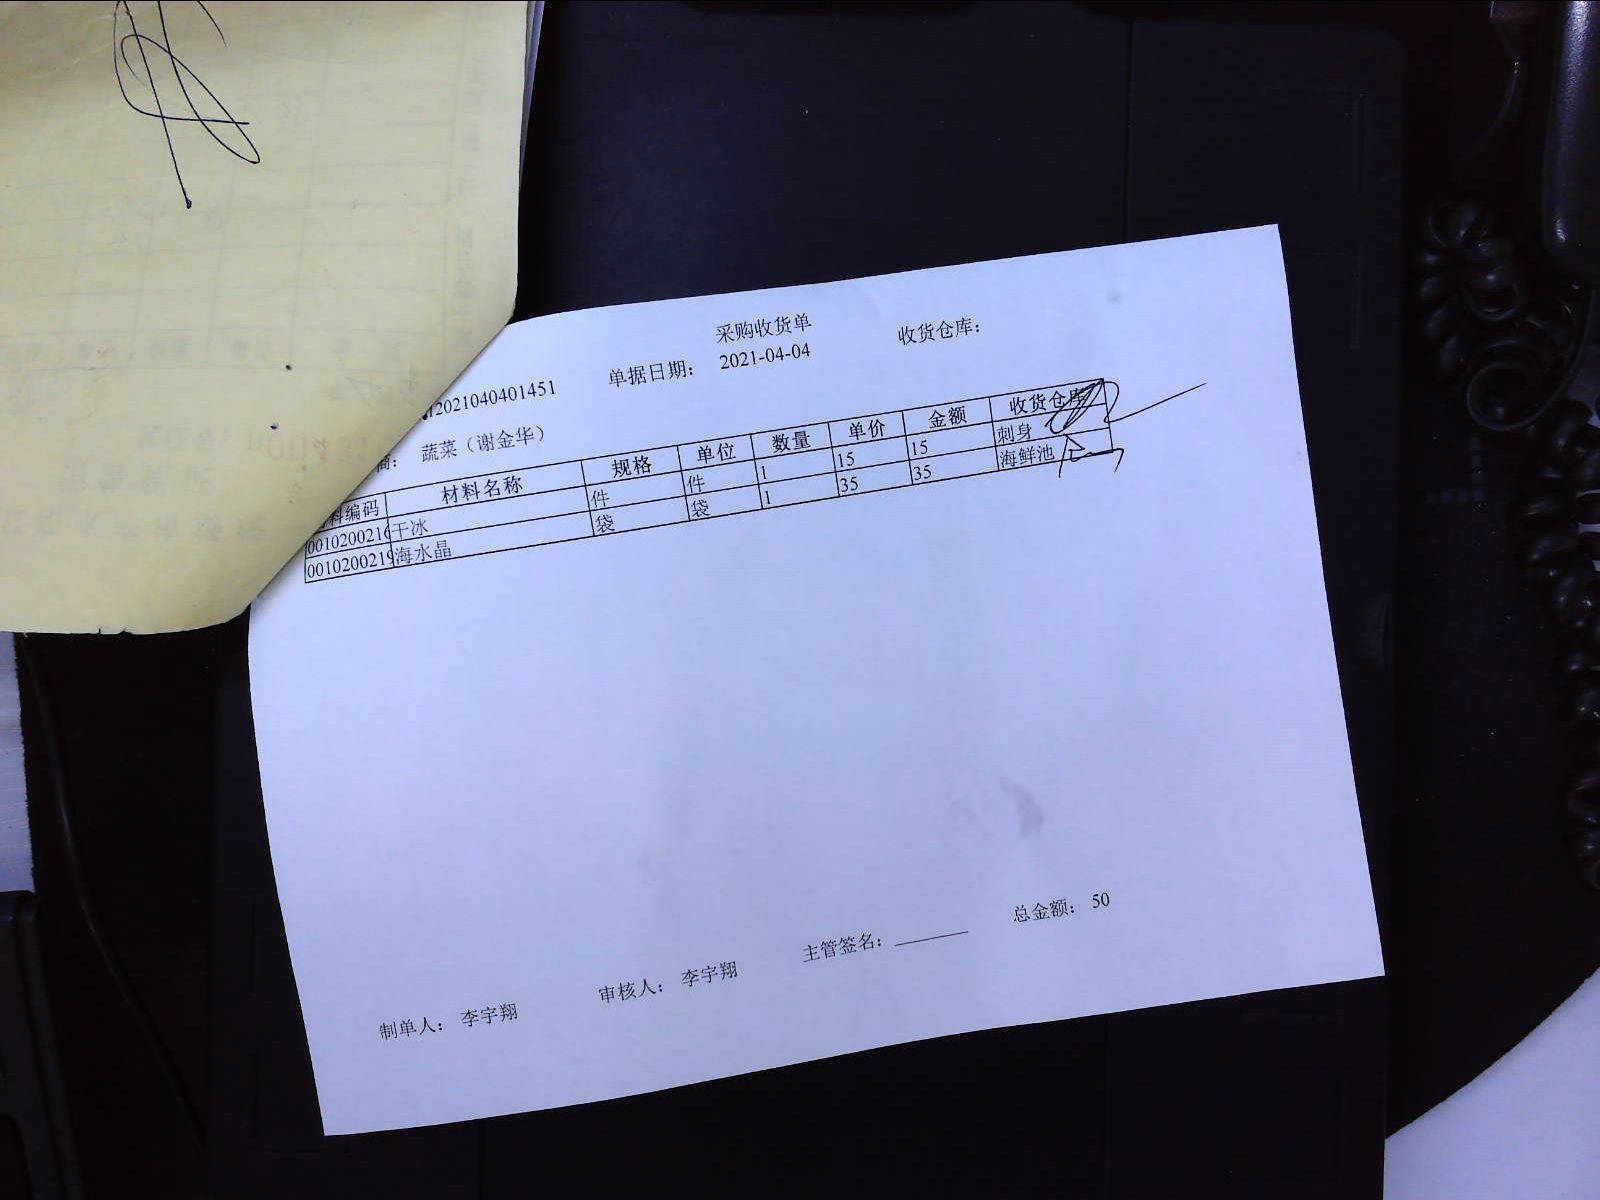 采购收货单
2021040401451 单据日期: 2021-04-04 收货仓库:
商: 蔬菜（谢金华）
料编码 材料名称 规格 单位 数量 单价 金额 收货仓库
001020021 干冰 件 件 1 15 15 刺身
001020021 海水晶 袋 袋 1 35 35 海鲜池
总金额: 50
制单人: 李宇翔 审核人: 李宇翔 主管签名: